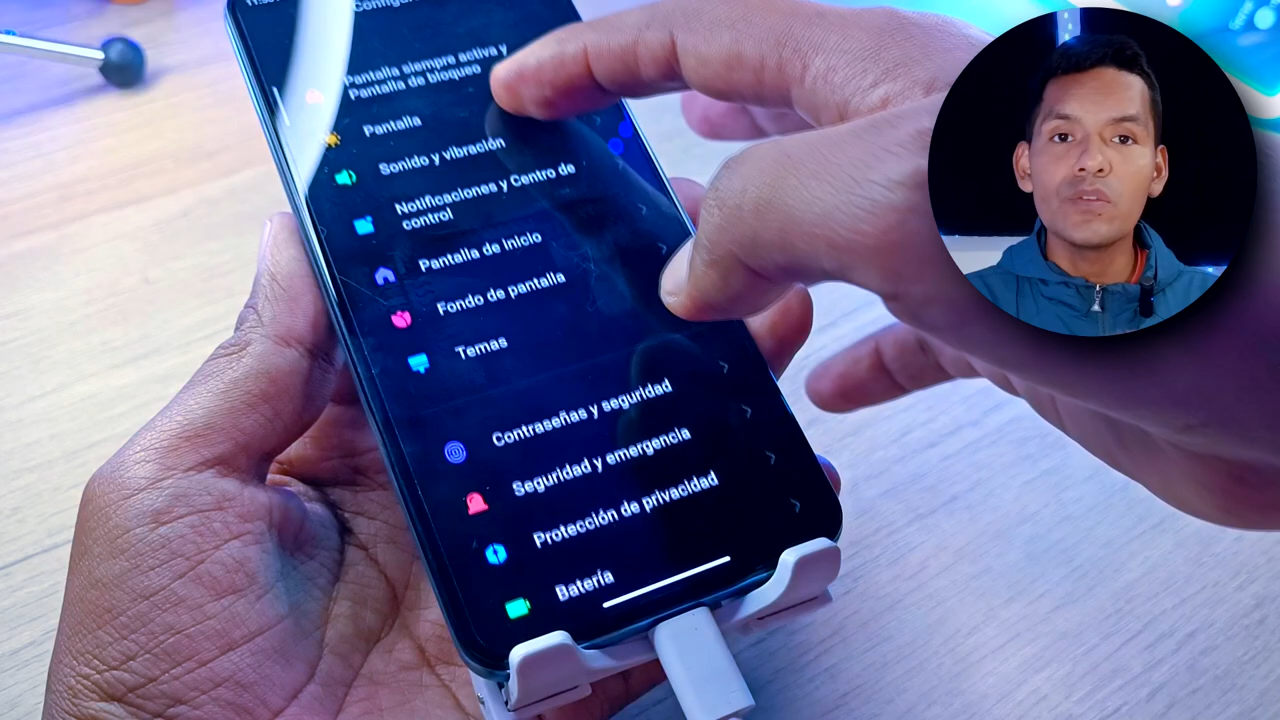 Pantalla siempre activa y
Pantalla de bloqueo
Pantalla
Sonido y vibración
Notificaciones y Centro de
control
Pantalla de inicio
Fondo de pantalla
Temas
Contraseñas y seguridad
Seguridad y emergencia
Protección de privacidad
Batería